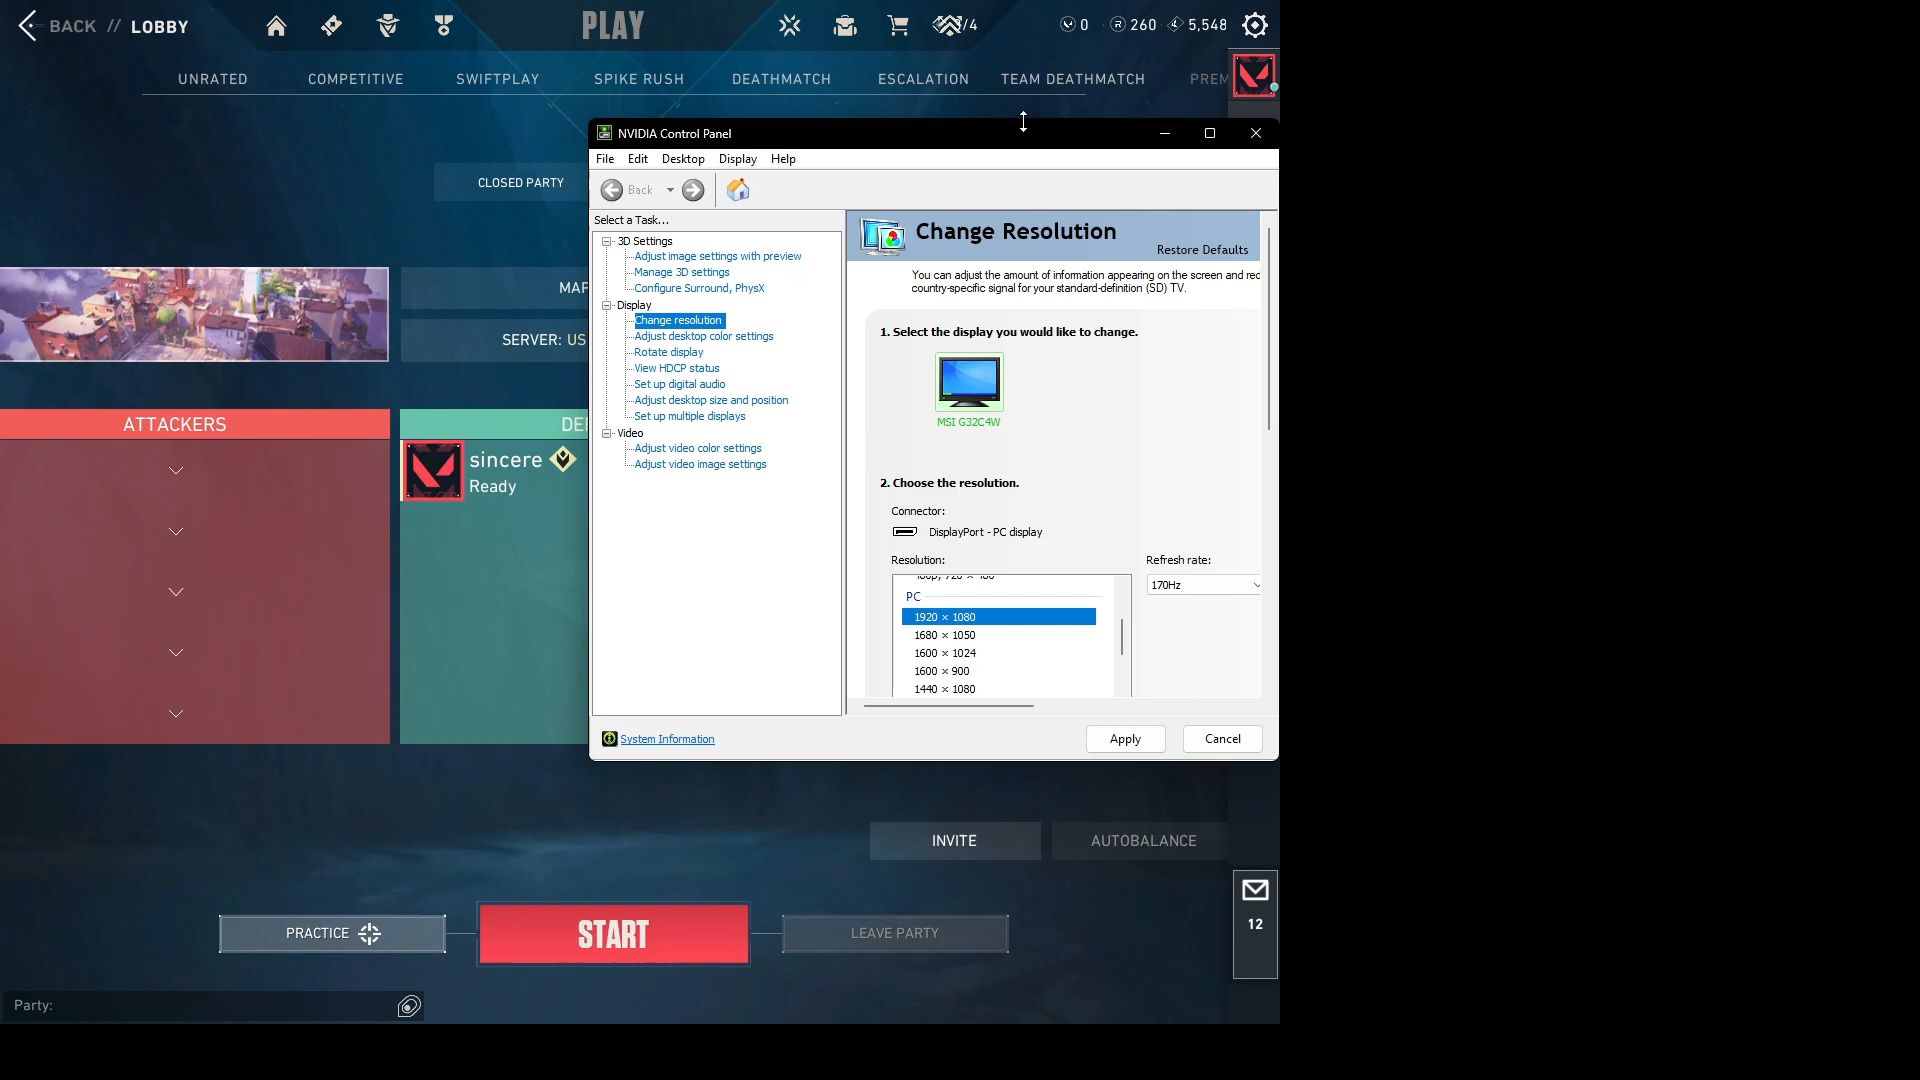 BACK // LOBBY
PLAY
/4
0
260
5,548
UNRATED
COMPETITIVE
SWIFTPLAY
SPIKE RUSH
DEATHMATCH
ESCALATION
TEAM DEATHMATCH
PREM
CLOSED PARTY
MAP
SERVER: US
ATTACKERS
DE
sincere
Ready
NVIDIA Control Panel
File Edit Desktop Display Help
Back
Select a Task...
3D Settings
Adjust image settings with preview
Manage 3D settings
Configure Surround, PhysX
Display
Change resolution
Adjust desktop color settings
Rotate display
View HDCP status
Set up digital audio
Adjust desktop size and position
Set up multiple displays
Video
Adjust video color settings
Adjust video image settings
System Information
Change Resolution
Restore Defaults
You can adjust the amount of information appearing on the screen and red
country-specific signal for your standard-definition (SD) TV.
1. Select the display you would like to change.
MSI G32C4W
2. Choose the resolution.
Connector:
DisplayPort - PC display
Resolution:
Refresh rate:
170Hz
PC
1920 × 1080
1680 × 1050
1600 × 1024
1600 × 900
1440 × 1080
Apply
Cancel
INVITE
AUTOBALANCE
12
PRACTICE
START
LEAVE PARTY
Party: